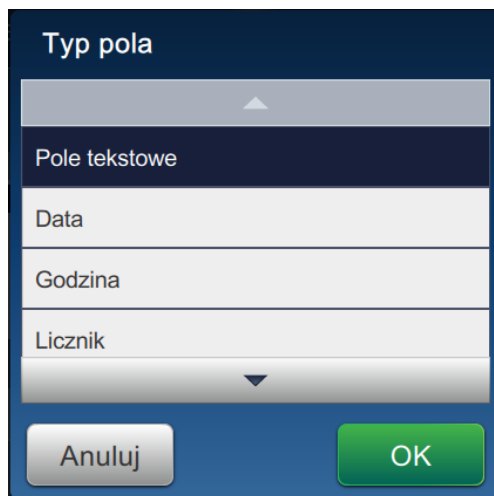 Typ pola
Pole tekstowe
Data
Godzina
Licznik
Anuluj
OK